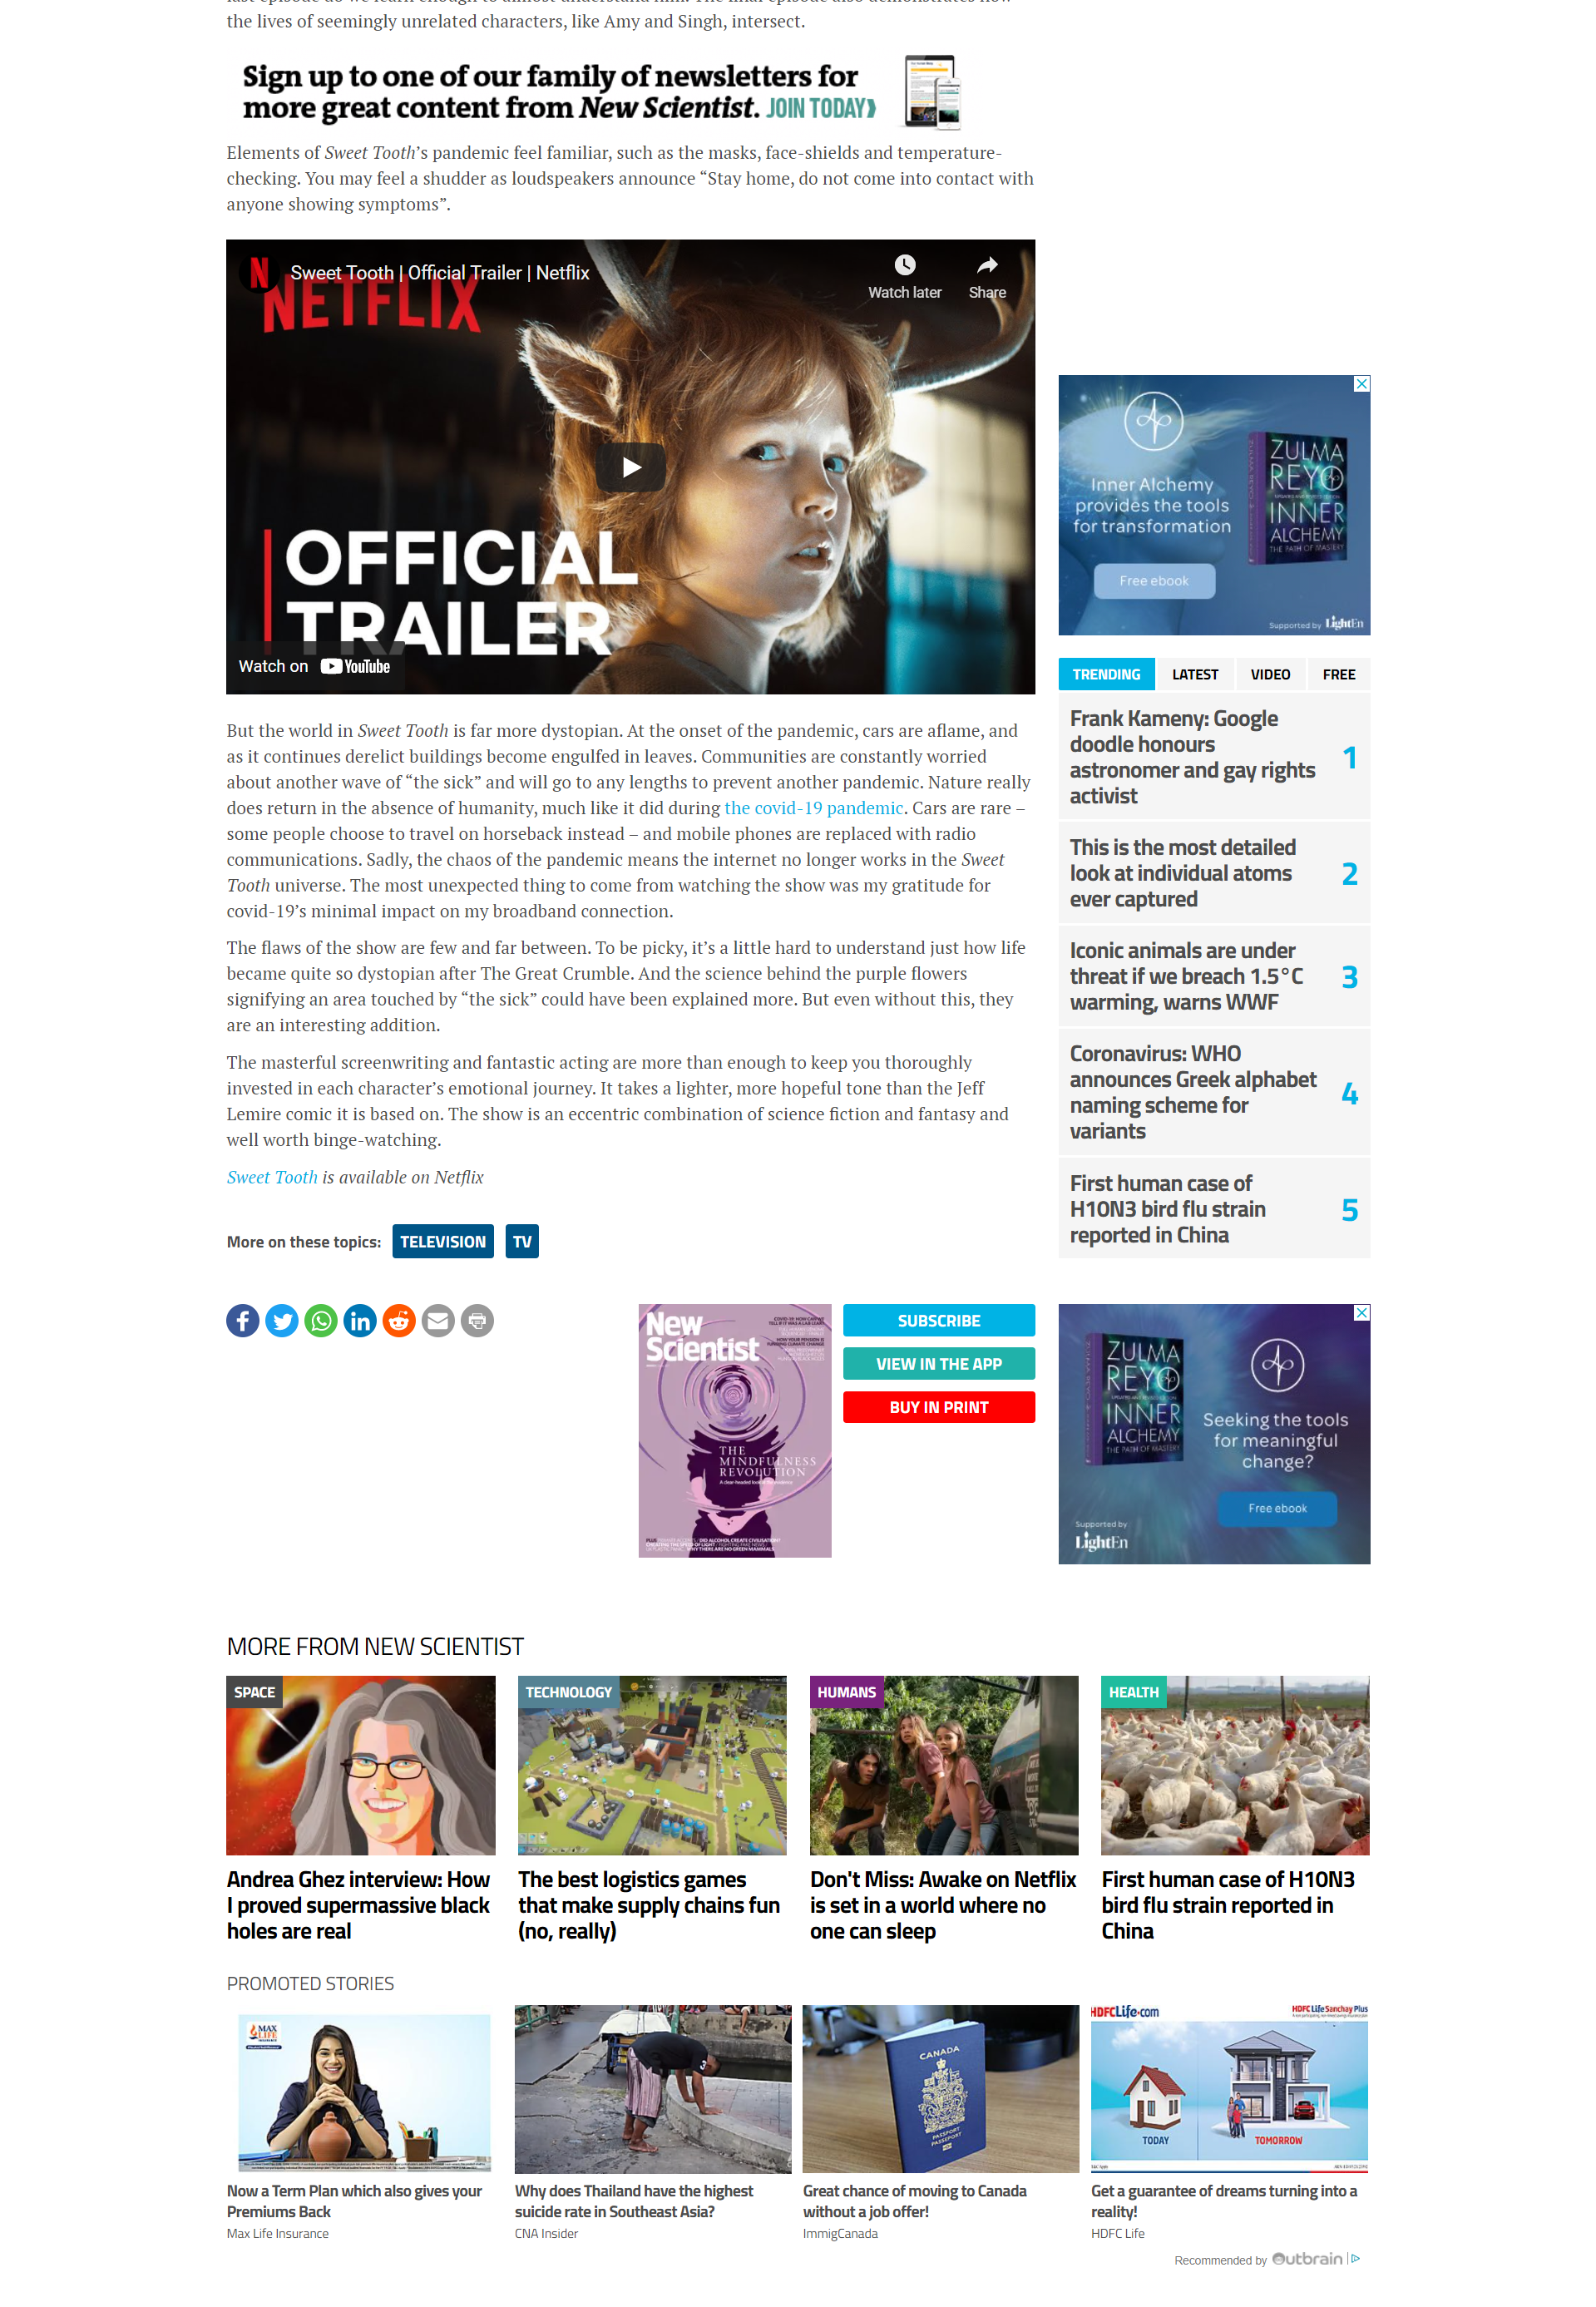 the lives of seemingly unrelated characters, like Amy and Singh, intersect.
Sign up to one of our family of newsletters for
more great content from New Scientist. JOIN TODAY
Elements of Sweet Tooth’s pandemic feel familiar, such as the masks, face-shields and temperature-
checking. You may feel a shudder as loudspeakers announce “Stay home, do not come into contact with
anyone showing symptoms”.
Sweet Tooth | Official Trailer | Netflix
Watch later
Share
NETFLIX
OFFICIAL
TRAILER
Watch on YouTube
But the world in Sweet Tooth is far more dystopian. At the onset of the pandemic, cars are aflame, and
as it continues derelict buildings become engulfed in leaves. Communities are constantly worried
about another wave of “the sick” and will go to any lengths to prevent another pandemic. Nature really
does return in the absence of humanity, much like it did during the covid-19 pandemic. Cars are rare –
some people choose to travel on horseback instead – and mobile phones are replaced with radio
communications. Sadly, the chaos of the pandemic means the internet no longer works in the Sweet
Tooth universe. The most unexpected thing to come from watching the show was my gratitude for
covid-19’s minimal impact on my broadband connection.
The flaws of the show are few and far between. To be picky, it’s a little hard to understand just how life
became quite so dystopian after The Great Crumble. And the science behind the purple flowers
signifying an area touched by “the sick” could have been explained more. But even without this, they
are an interesting addition.
The masterful screenwriting and fantastic acting are more than enough to keep you thoroughly
invested in each character’s emotional journey. It takes a lighter, more hopeful tone than the Jeff
Lemire comic it is based on. The show is an eccentric combination of science fiction and fantasy and
well worth binge-watching.
Sweet Tooth is available on Netflix
More on these topics: TELEVISION TV
New
Scientist
THE
MINDFULNESS
REVOLUTION
SUBSCRIBE
VIEW IN THE APP
BUY IN PRINT
Inner Alchemy
provides the tools
for transformation
Free ebook
ZULMA
REYO
INNER
ALCHEMY
THE PATH OF MASTERY
Supported by LightEn
TRENDING LATEST VIDEO FREE
Frank Kameny: Google
doodle honours
astronomer and gay rights
activist
1
This is the most detailed
look at individual atoms
ever captured
2
Iconic animals are under
threat if we breach 1.5°C
warming, warns WWF
3
Coronavirus: WHO
announces Greek alphabet
naming scheme for
variants
4
First human case of
H10N3 bird flu strain
reported in China
5
ZULMA
REYO
INNER
ALCHEMY
THE PATH OF MASTERY
Seeking the tools
for meaningful
change?
Free ebook
Supported by
LightEn
MORE FROM NEW SCIENTIST
SPACE
Andrea Ghez interview: How
I proved supermassive black
holes are real
TECHNOLOGY
The best logistics games
that make supply chains fun
(no, really)
HUMANS
Don't Miss: Awake on Netflix
is set in a world where no
one can sleep
HEALTH
First human case of H10N3
bird flu strain reported in
China
PROMOTED STORIES
MAX
LIFE
INSURANCE
Now a Term Plan which also gives your
Premiums Back
Max Life Insurance
Why does Thailand have the highest
suicide rate in Southeast Asia?
CNA Insider
CANADA
PASSPORT
PASSEPORT
Great chance of moving to Canada
without a job offer!
ImmigCanada
HDFCLife.com
HDFC Life Sanchay Plus
TODAY
TOMORROW
Get a guarantee of dreams turning into a
reality!
HDFC Life
Recommended by Outbrain